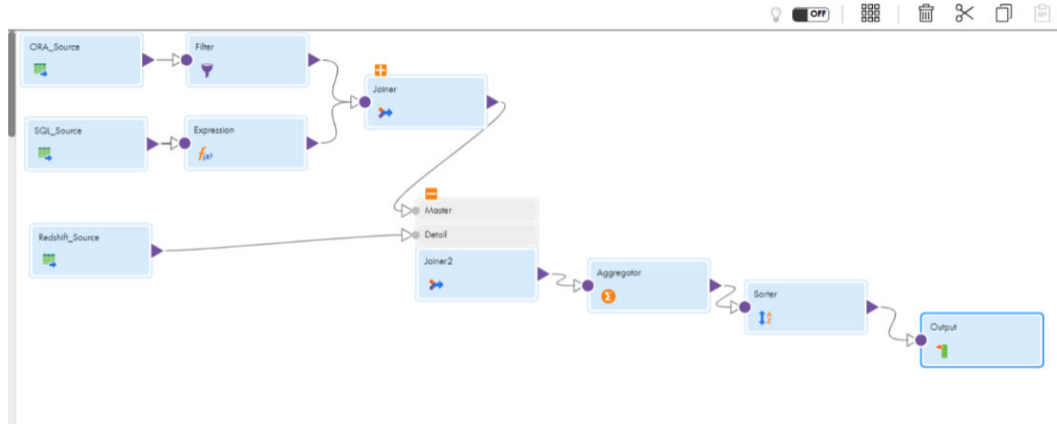 OFF
ORA_Source
Filter
Joiner
SQL_Source
Expression
f(x)
Master
Redshift_Source
Detail
Joiner2
Aggregator
Σ
Sorter
A
Z
Output